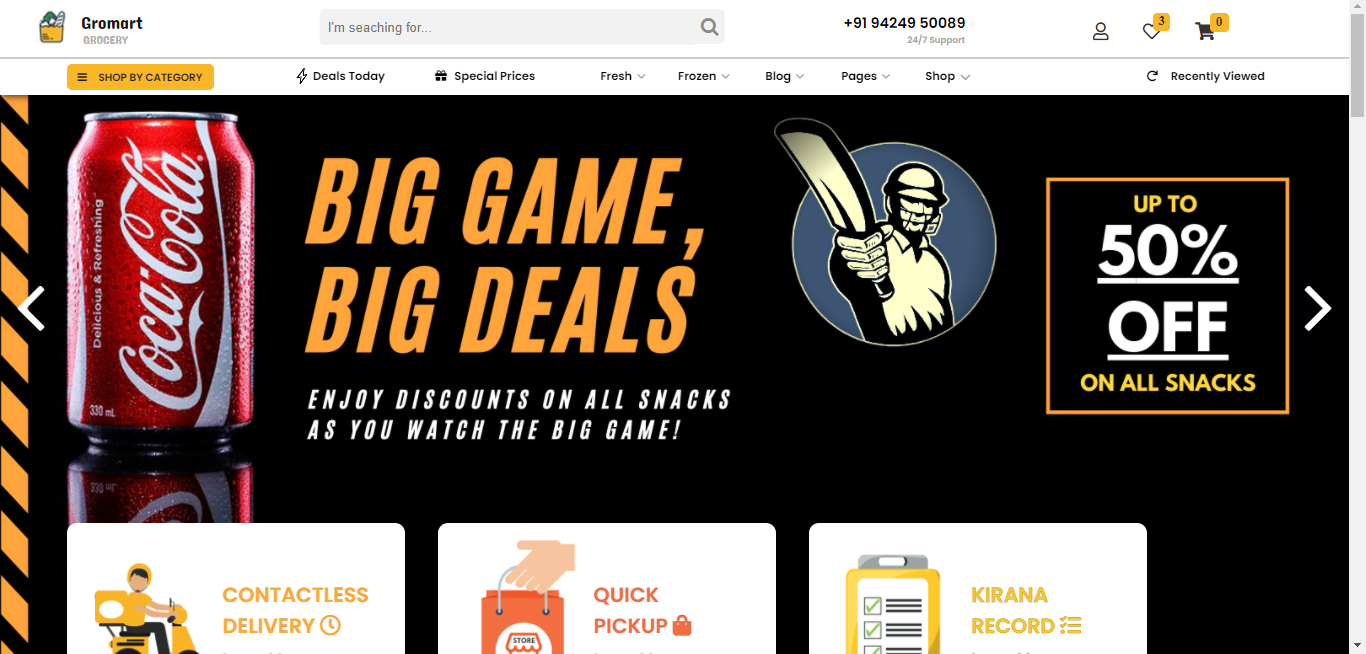 Gromart
GROCERY
I'm seaching for...
+91 94249 50089
24/7 Support
3
0
SHOP BY CATEGORY
Deals Today
Special Prices
Fresh
Frozen
Blog
Pages
Shop
Recently Viewed
Delicious & Refreshing
Coca-Cola
330 mL
BIG GAME,
BIG DEALS
ENJOY DISCOUNTS ON ALL SNACKS
AS YOU WATCH THE BIG GAME!
UP TO
50%
OFF
ON ALL SNACKS
CONTACTLESS
DELIVERY
QUICK
PICKUP
STORE
KIRANA
RECORD